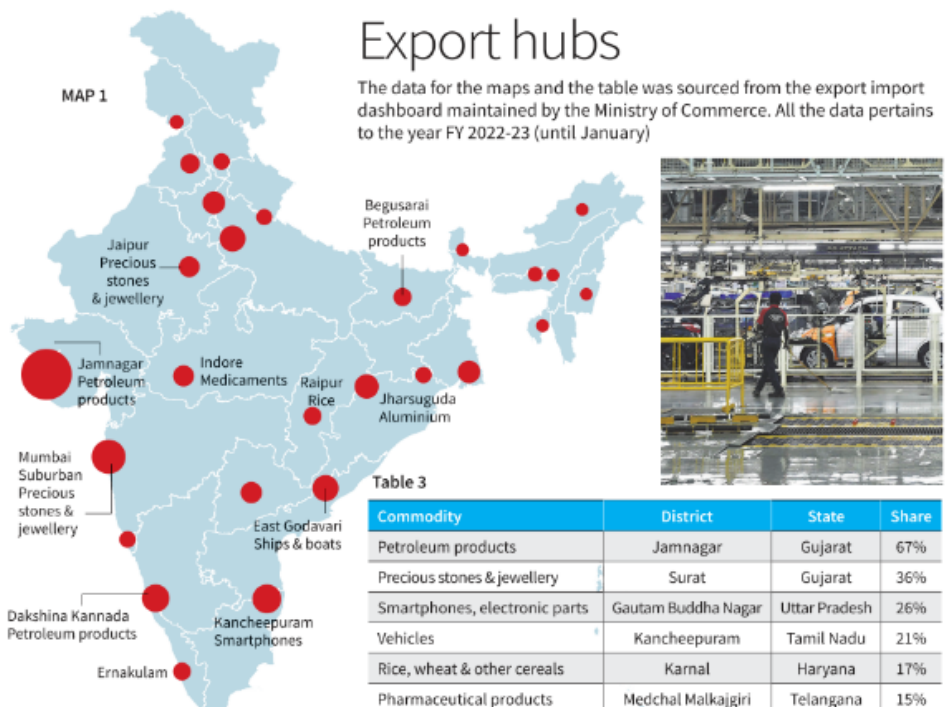 Export hubs
The data for the maps and the table was sourced from the export import
dashboard maintained by the Ministry of Commerce. All the data pertains
to the year FY 2022-23 (until January)
MAP 1
Begusarai
Petroleum
products
Jaipur
Precious
stones
& jewellery
Jamnagar
Petroleum
products
Indore
Medicaments
Raipur
Rice
Jharsuguda
Aluminium
Mumbai
Suburban
Precious
stones &
jewellery
East Godavari
Ships & boats
Dakshina Kannada
Petroleum products
Kancheepuram
Smartphones
Ernakulam
Table 3
Commodity District State Share
Petroleum products Jamnagar Gujarat 67%
Precious stones & jewellery Surat Gujarat 36%
Smartphones, electronic parts Gautam Buddha Nagar Uttar Pradesh 26%
Vehicles Kancheepuram Tamil Nadu 21%
Rice, wheat & other cereals Karnal Haryana 17%
Pharmaceutical products Medchal Malkajgiri Telangana 15%